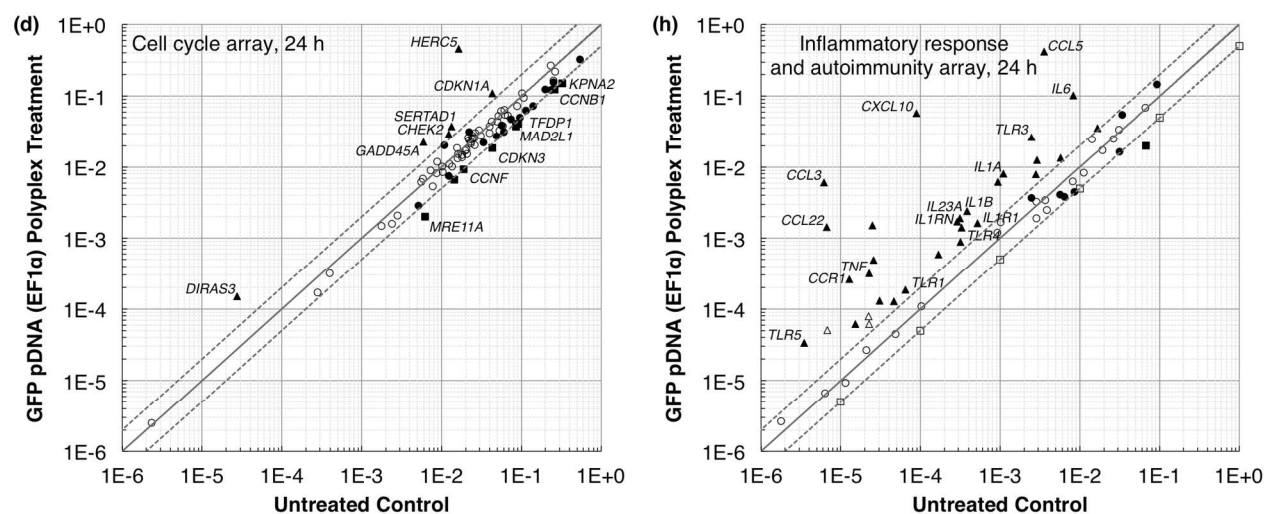 (d)
Cell cycle array, 24 h
GFP pDNA (EF1α) Polyplex Treatment
1E+0
1E-1
1E-2
1E-3
1E-4
1E-5
1E-6
HERC5
CDKN1A
SERTAD1
CHEK2
GADD45A
KPNA2
CCNB1
TFDP1
MAD2L1
CDKN3
CCNF
MRE11A
DIRAS3
1E-6 1E-5 1E-4 1E-3 1E-2 1E-1 1E+0
Untreated Control
(h)
Inflammatory response
and autoimmunity array, 24 h
GFP pDNA (EF1α) Polyplex Treatment
1E+0
1E-1
1E-2
1E-3
1E-4
1E-5
1E-6
CCL5
IL6
CXCL10
TLR3
IL1A
CCL3
IL23A
IL1B
IL1RN
IL1R1
CCL22
TLR4
TNF
CCR1
TLR1
TLR5
1E-6 1E-5 1E-4 1E-3 1E-2 1E-1 1E+0
Untreated Control